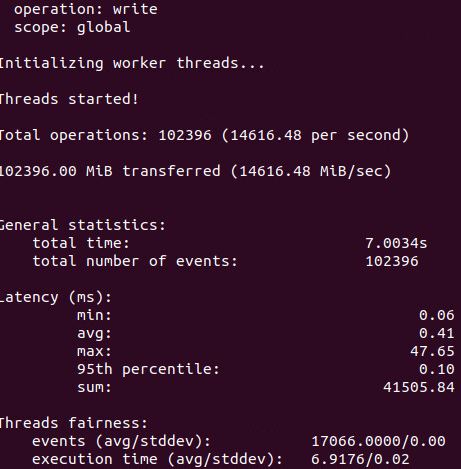 operation: write
scope: global
Initializing worker threads...
Threads started!
Total operations: 102396 (14616.48 per second)
102396.00 MiB transferred (14616.48 MiB/sec)
General statistics:
total time: 7.0034s
total number of events: 102396
Latency (ms):
min: 0.06
avg: 0.41
max: 47.65
95th percentile: 0.10
sum: 41505.84
Threads fairness:
events (avg/stddev): 17066.0000/0.00
execution time (avg/stddev): 6.9176/0.02